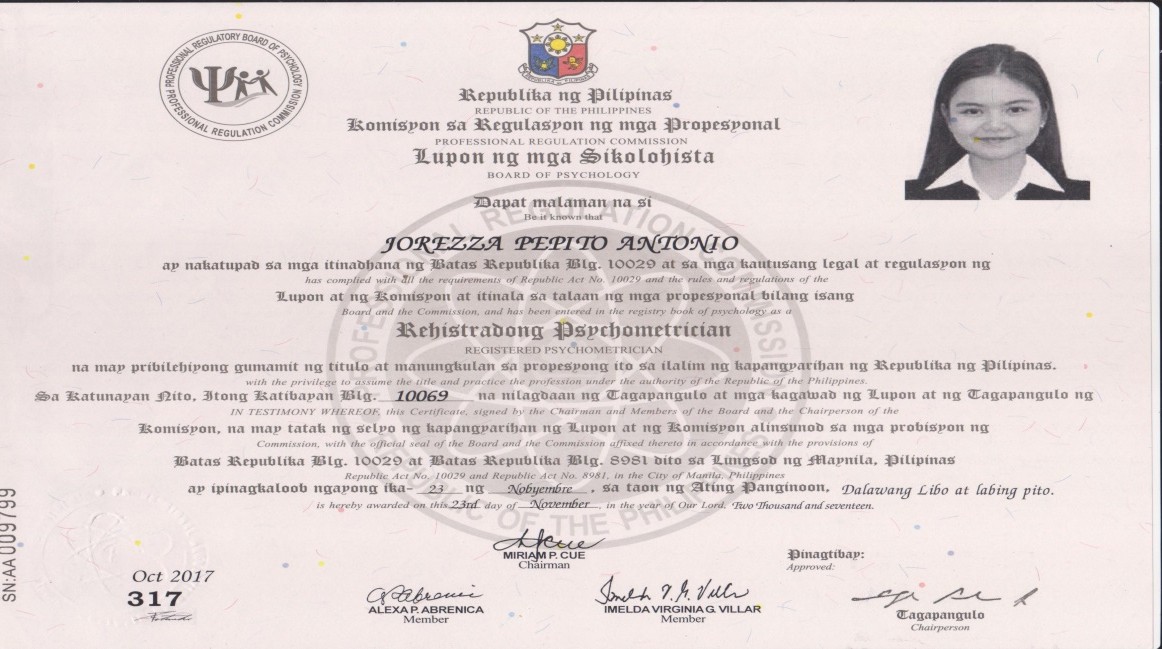 PROFESSIONAL REGULATORY BOARD OF PSYCHOLOGY
PROFESSIONAL REGULATION COMMISSION
REPUBLIKA NG PILIPINAS
Republika ng Pilipinas
REPUBLIC OF THE PHILIPPINES
Komisyon sa Regulasyon ng mga Propesyonal
PROFESSIONAL REGULATION COMMISSION
Lupon ng mga Sikolohista
BOARD OF PSYCHOLOGY
PROFESSIONAL REGULATION COMMISSION
REPUBLIC OF THE PHILIPPINES
Dapat malaman na si
Be it known that
JOREZZA PEPITO ANTONIO
ay nakatupad sa mga itinadhana ng Batas Republika Blg. 10029 at sa mga kautusang legal at regulasyon ng
has complied with all the requirements of Republic Act No. 10029 and the rules and regulations of the
Lupon at ng Komisyon at itinala sa talaan ng mga propesyonal bilang isang
Board and the Commission, and has been entered in the registry book of psychology as a
Rehistradong Psychometrician
REGISTERED PSYCHOMETRICIAN
na may pribilehiyong gumamit ng titulo at manungkulan sa propesyong ito sa ilalim ng kapangyarihan ng Republika ng Pilipinas.
with the privilege to assume the title and practice the profession under the authority of the Republic of the Philippines.
Sa Katunayan Nito, Itong Katibayan Blg. 10069 na nilagdaan ng Tagapangulo at mga kagawad ng Lupon at ng Tagapangulo ng
IN TESTIMONY WHEREOF, this Certificate, signed by the Chairman and Members of the Board and the Chairperson of the
Komisyon, na may tatak ng selyo ng kapangyarihan ng Lupon at ng Komisyon alinsunod sa mga probisyon ng
Commission, with the official seal of the Board and the Commission affixed thereto in accordance with the provisions of
Batas Republika Blg. 10029 at Batas Republika Blg. 8981 dito sa Lungsod ng Maynila, Pilipinas
Republic Act No. 10029 and Republic Act No. 8981, in the City of Manila, Philippines
ay ipinagkaloob ngayong ika- 23 ng Nobyembre, sa taon ng Ating Panginoon, Dalawang Libo at labing pito.
is hereby awarded on this 23rd day of November, in the year of Our Lord, Two Thousand and seventeen.
SN:AA 009799
Oct 2017
317
MIRIAM P. CUE
Chairman
ALEXA P. ABRENICA
Member
IMELDA VIRGINIA G. VILLAR
Member
Pinagtibay:
Approved:
Tagapangulo
Chairperson